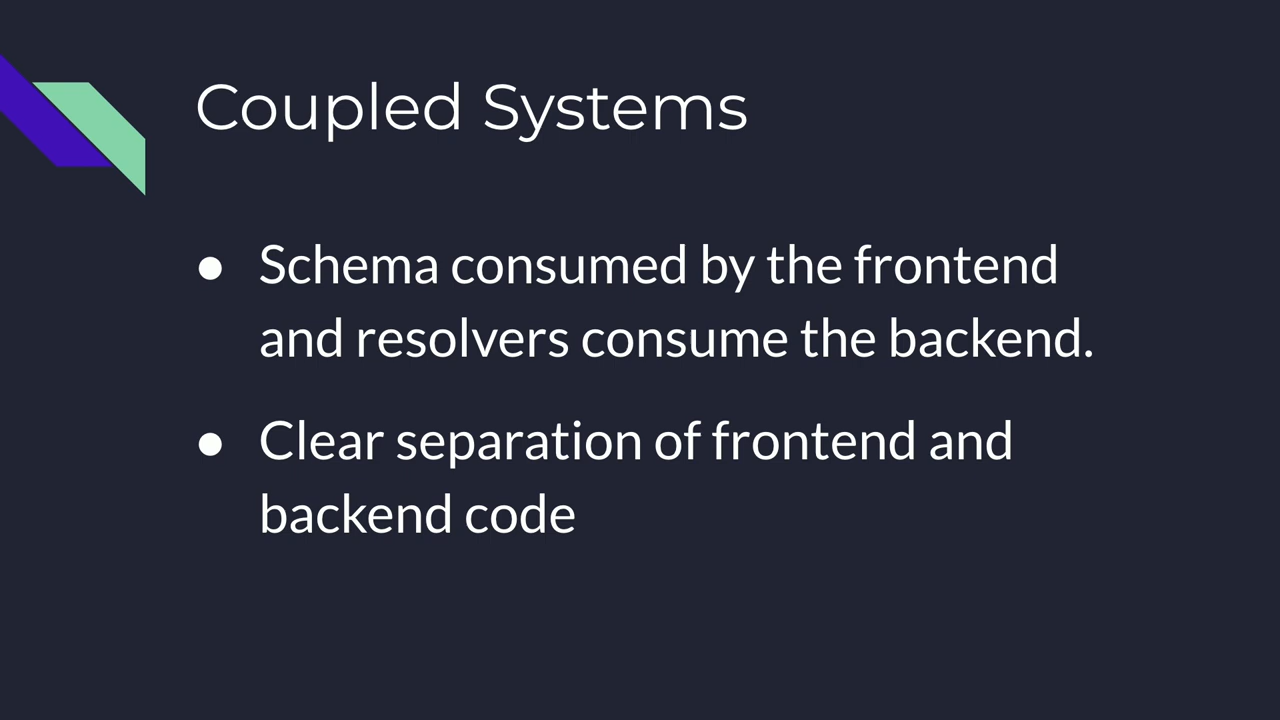 Coupled Systems
● Schema consumed by the frontend
and resolvers consume the backend.
● Clear separation of frontend and
backend code